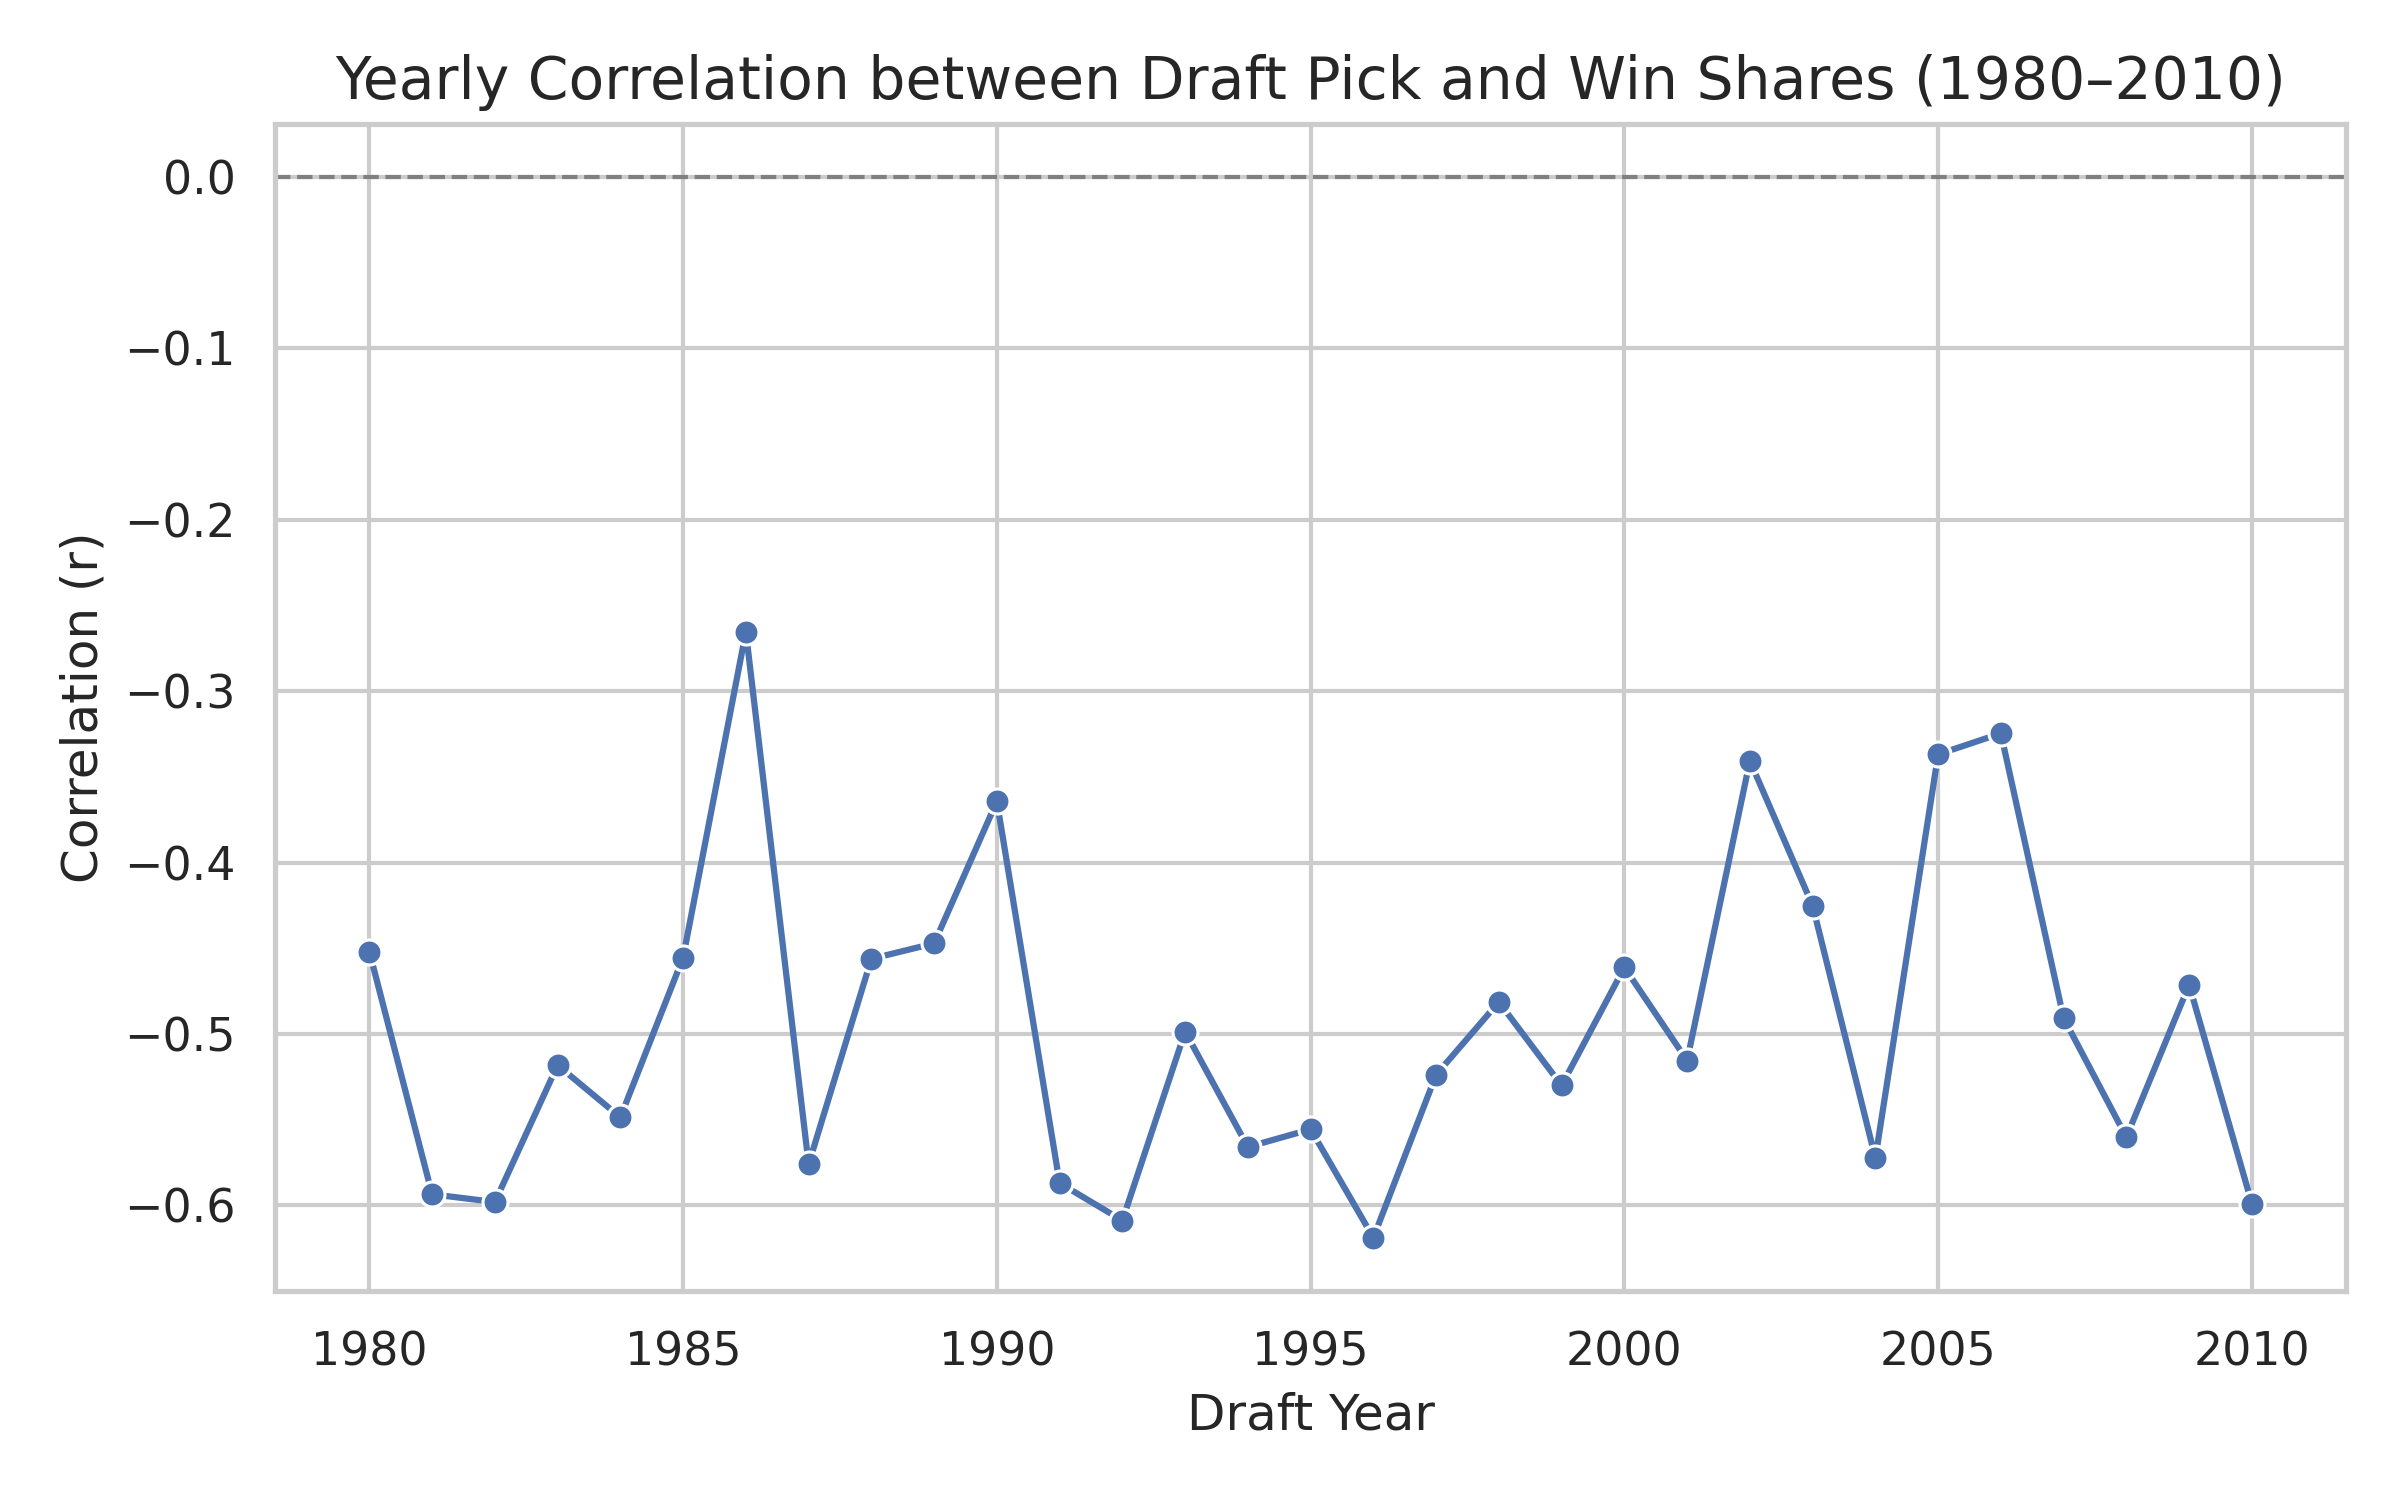 Yearly Correlation between Draft Pick and Win Shares (1980–2010)
0.0
−0.1
−0.2
−0.3
−0.4
−0.5
−0.6
Correlation (r)
1980 1985 1990 1995 2000 2005 2010
Draft Year